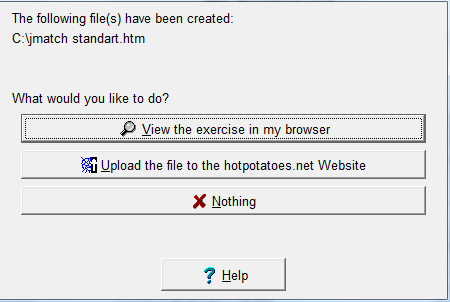 The following file(s) have been created:
C:\jmatch standart.htm
What would you like to do?
View the exercise in my browser
Upload the file to the hotpotatoes.net Website
Nothing
Help